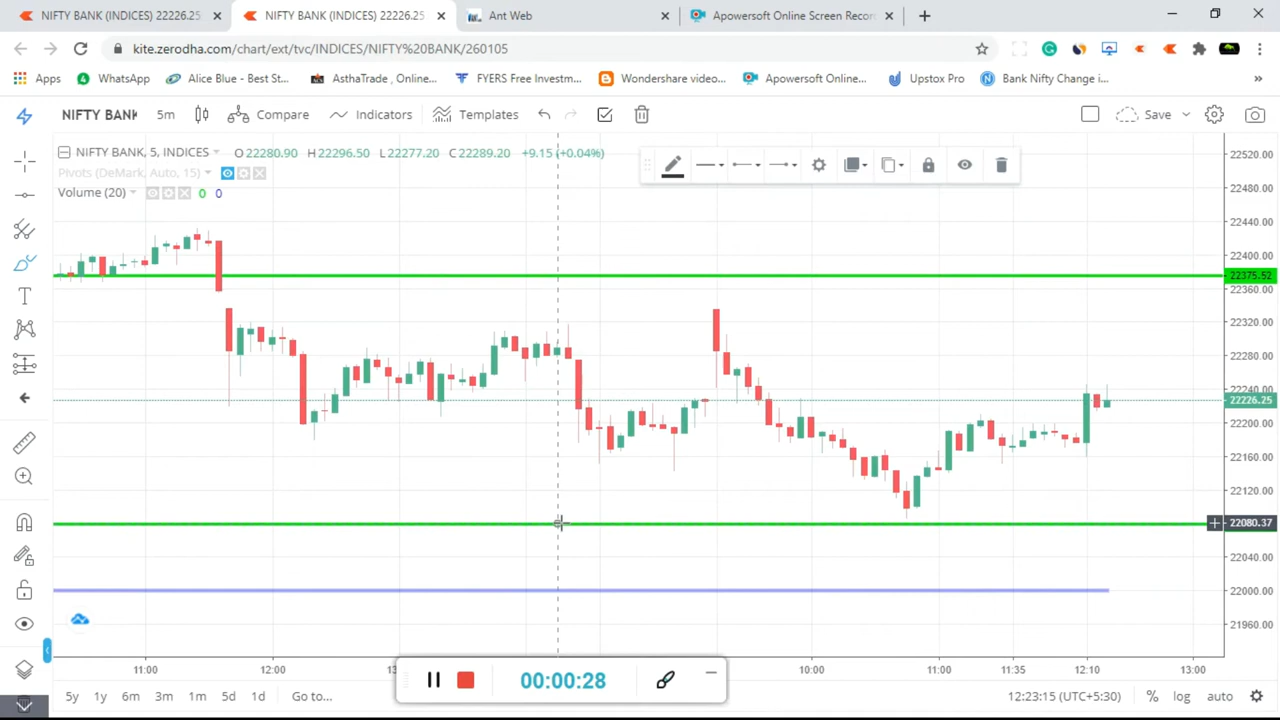 NIFTY BANK (INDICES) 22226.25
NIFTY BANK (INDICES) 22226.25
Ant Web
Apowersoft Online Screen Recor
kite.zerodha.com/chart/ext/tvc/INDICES/NIFTY%20BANK/260105
Apps
WhatsApp
Alice Blue - Best St...
AsthaTrade , Online...
FYERS Free Investm...
Wondershare video...
Apowersoft Online...
Upstox Pro
Bank Nifty Change i...
»
NIFTY BANK
5m
Compare
Indicators
Templates
Save
NIFTY BANK, 5, INDICES
O22280.90 H22296.50 L22277.20 C22289.20 +9.15 (+0.04%)
Pivots (DeMark, Auto, 15)
Volume (20)
0 0
22520.00
22480.00
22440.00
22400.00
22375.52
22360.00
22320.00
22280.00
22240.00
22226.25
22200.00
22160.00
22120.00
22080.37
22040.00
22000.00
21960.00
11:00
12:00
10:00
11:00
11:35
12:10
13:00
00:00:28
5y 1y 6m 3m 1m 5d 1d Go to...
12:23:15 (UTC+5:30)
% log auto